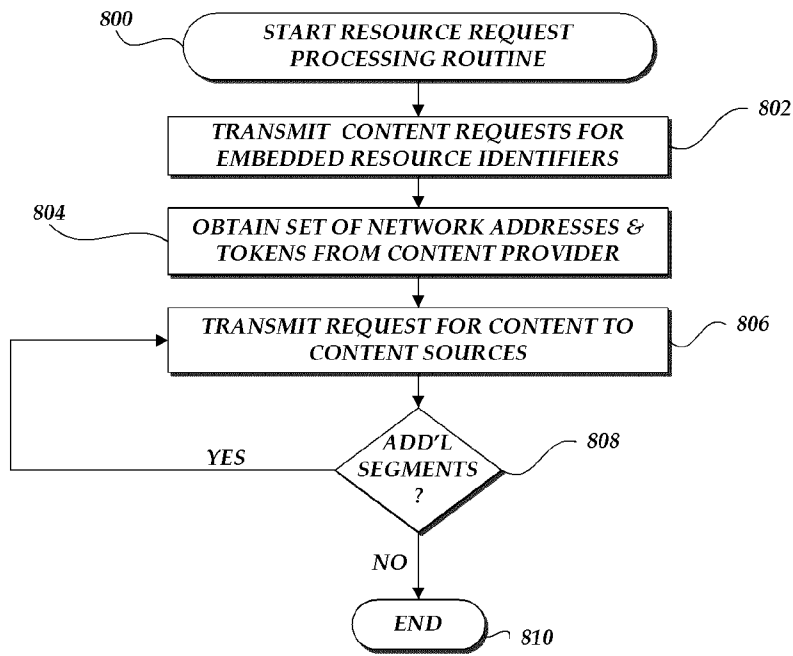 800
START RESOURCE REQUEST
PROCESSING ROUTINE
TRANSMIT CONTENT REQUESTS FOR
EMBEDDED RESOURCE IDENTIFIERS
802
804
OBTAIN SET OF NETWORK ADDRESSES &
TOKENS FROM CONTENT PROVIDER
TRANSMIT REQUEST FOR CONTENT TO
CONTENT SOURCES
806
ADD'L
SEGMENTS
?
808
YES
NO
END
810